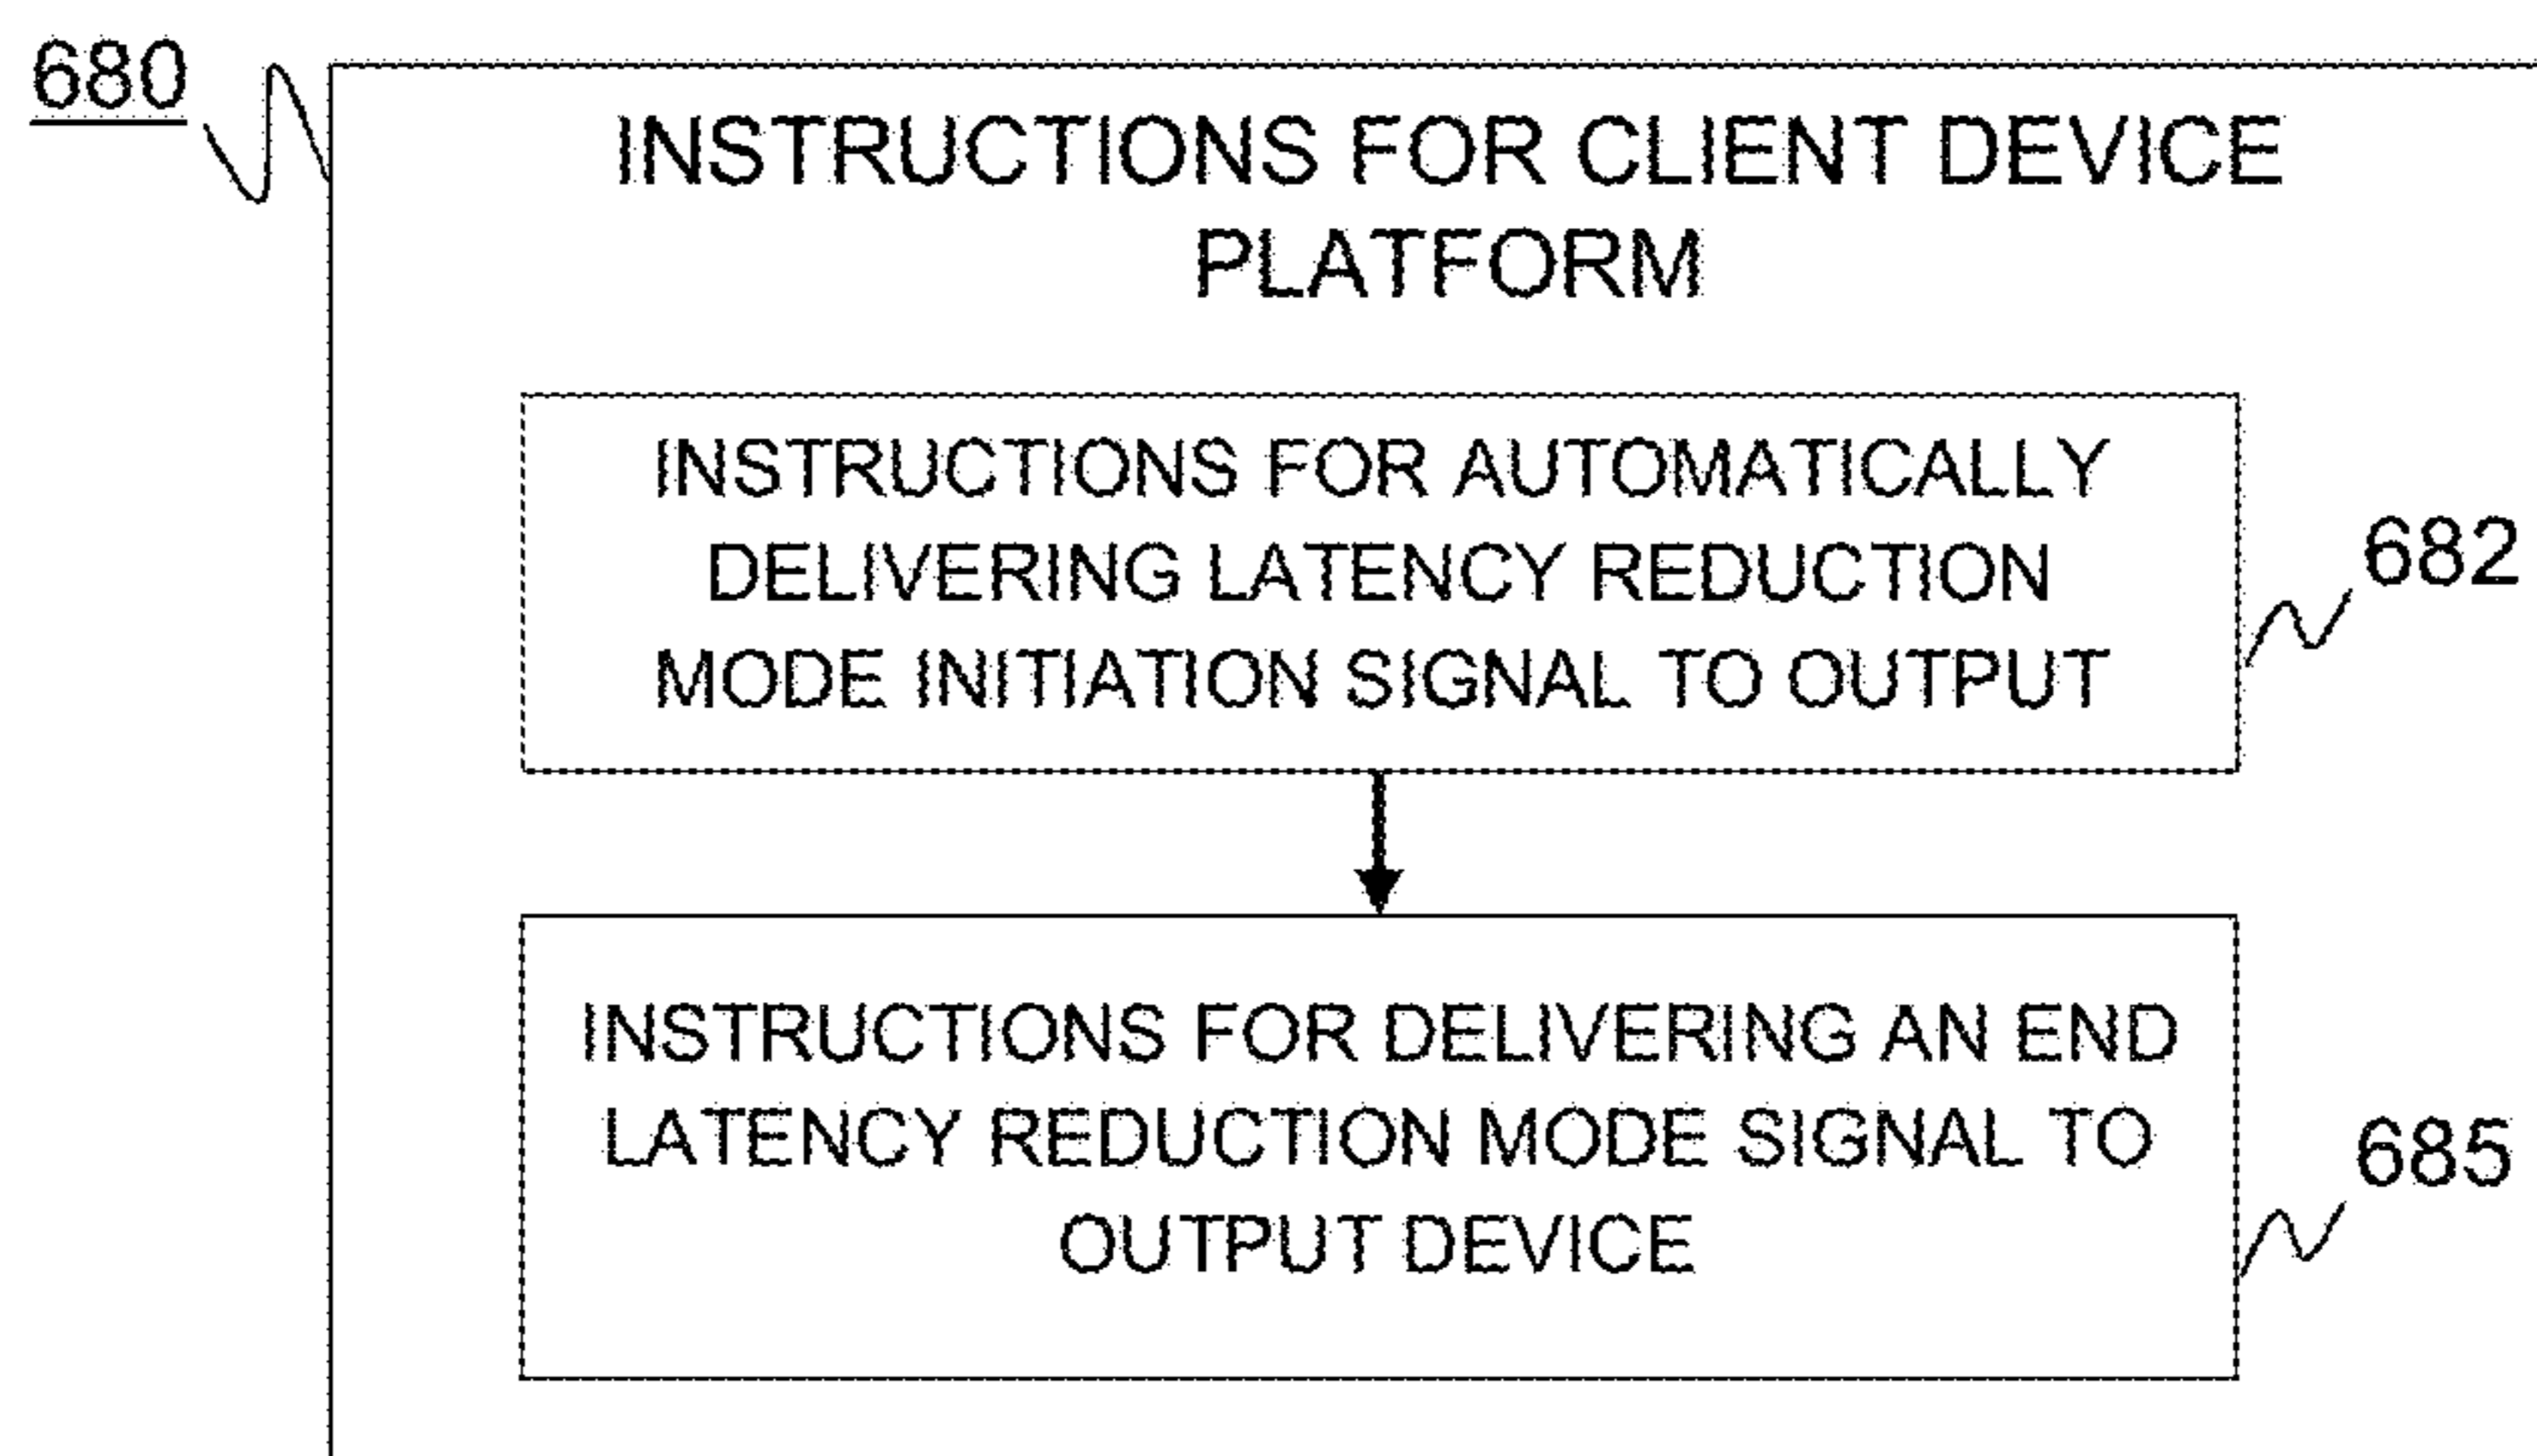 680
INSTRUCTIONS FOR CLIENT DEVICE
PLATFORM
INSTRUCTIONS FOR AUTOMATICALLY
DELIVERING LATENCY REDUCTION
MODE INITIATION SIGNAL TO OUTPUT
682
INSTRUCTIONS FOR DELIVERING AN END
LATENCY REDUCTION MODE SIGNAL TO
OUTPUT DEVICE
685